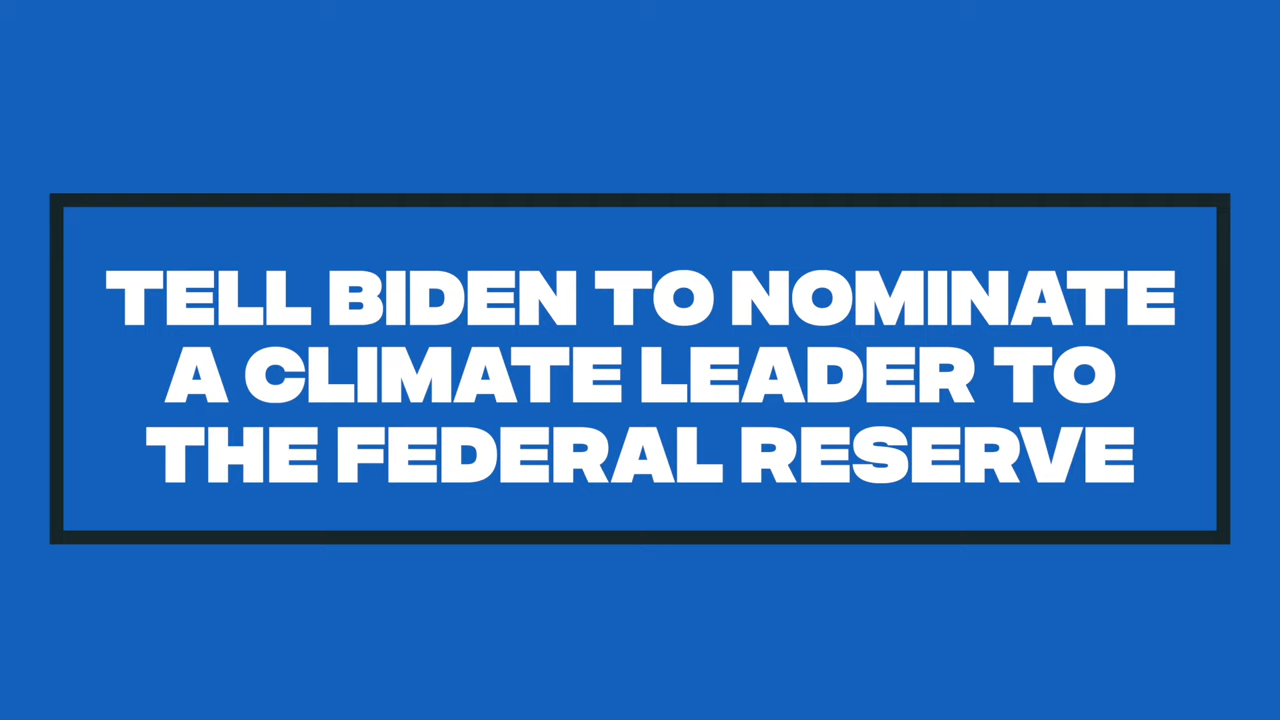 TELL BIDEN TO NOMINATE
A CLIMATE LEADER TO
THE FEDERAL RESERVE